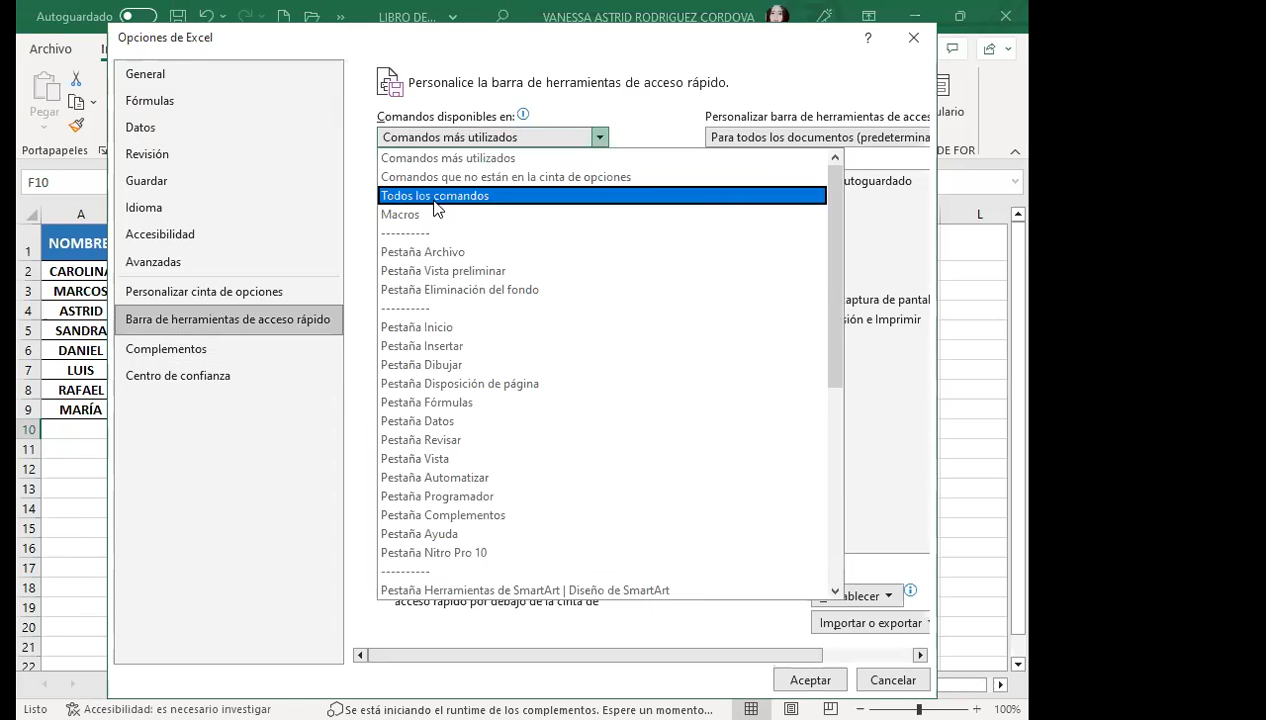 Autoguardado
LIBRO DE...
VANESSA ASTRID RODRIGUEZ CORDOVA
Opciones de Excel
?
Archivo
Pegar
Portapapeles
F10
A
L
NOMBRE
CAROLINA
MARCOS
ASTRID
SANDRA
DANIEL
LUIS
RAFAEL
MARÍA
1
2
3
4
5
6
7
8
9
10
11
12
13
14
15
16
17
18
19
20
21
22
General
Fórmulas
Datos
Revisión
Guardar
Idioma
Accesibilidad
Avanzadas
Personalizar cinta de opciones
Barra de herramientas de acceso rápido
Complementos
Centro de confianza
Personalice la barra de herramientas de acceso rápido.
Comandos disponibles en:
Comandos más utilizados
Comandos más utilizados
Comandos que no están en la cinta de opciones
Todos los comandos
Macros
----------
Pestaña Archivo
Pestaña Vista preliminar
Pestaña Eliminación del fondo
----------
Pestaña Inicio
Pestaña Insertar
Pestaña Dibujar
Pestaña Disposición de página
Pestaña Fórmulas
Pestaña Datos
Pestaña Revisar
Pestaña Vista
Pestaña Automatizar
Pestaña Programador
Pestaña Complementos
Pestaña Ayuda
Pestaña Nitro Pro 10
----------
Pestaña Herramientas de SmartArt | Diseño de SmartArt
acceso rápido por debajo de la cinta de
Personalizar barra de herramientas de acce
Para todos los documentos (predetermina
utoguardado
aptura de pantal
sión e Imprimir
ablecer
Importar o exportar
Aceptar
Cancelar
ulario
DE FOR
Listo
Accesibilidad: es necesario investigar
Se está iniciando el runtime de los complementos. Espere un momento...
100%